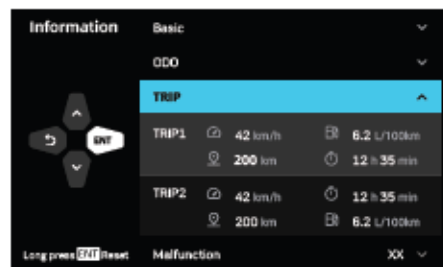 Information
Basic
ODO
TRIP
TRIP1 42 km/h 6.2 L/100km
200 km 12 h 35 min
ENT
TRIP2 42 km/h 12 h 35 min
200 km 6.2 L/100km
Long press ENT Reset
Malfunction XX